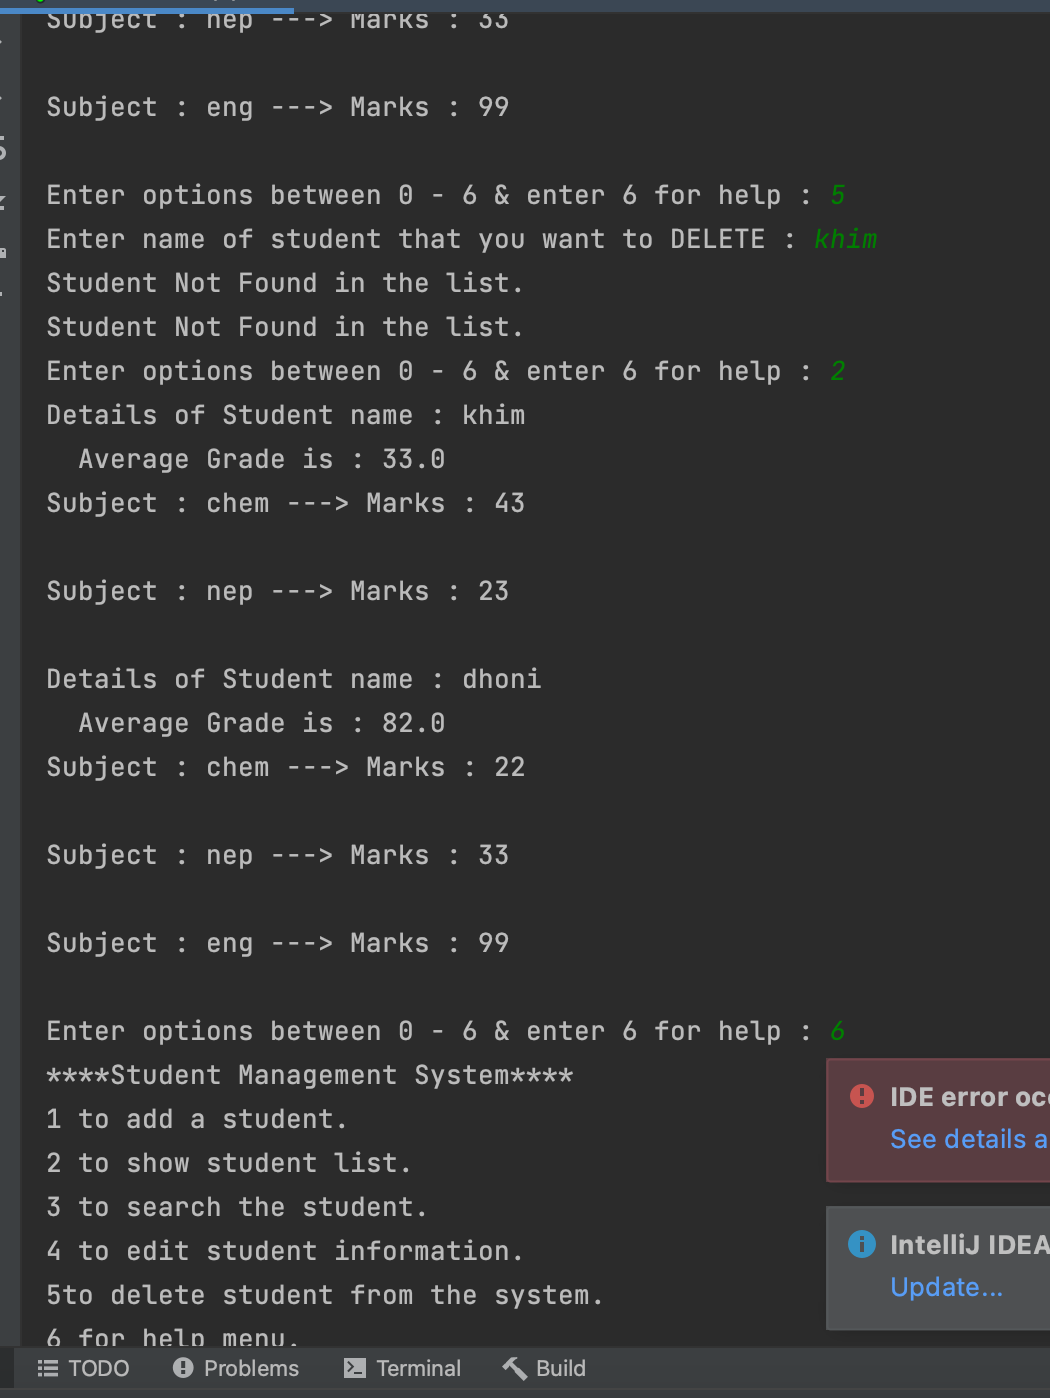 Subject : nep ---> Marks : 33
Subject : eng ---> Marks : 99
Enter options between 0 - 6 & enter 6 for help : 5
Enter name of student that you want to DELETE : khim
Student Not Found in the list.
Student Not Found in the list.
Enter options between 0 - 6 & enter 6 for help : 2
Details of Student name : khim
Average Grade is : 33.0
Subject : chem ---> Marks : 43
Subject : nep ---> Marks : 23
Details of Student name : dhoni
Average Grade is : 82.0
Subject : chem ---> Marks : 22
Subject : nep ---> Marks : 33
Subject : eng ---> Marks : 99
Enter options between 0 - 6 & enter 6 for help : 6
****Student Management System****
1 to add a student.
2 to show student list.
3 to search the student.
4 to edit student information.
5to delete student from the system.
6 for help menu.
IDE error occ
See details a
IntelliJ IDEA
Update...
TODO
Problems
Terminal
Build